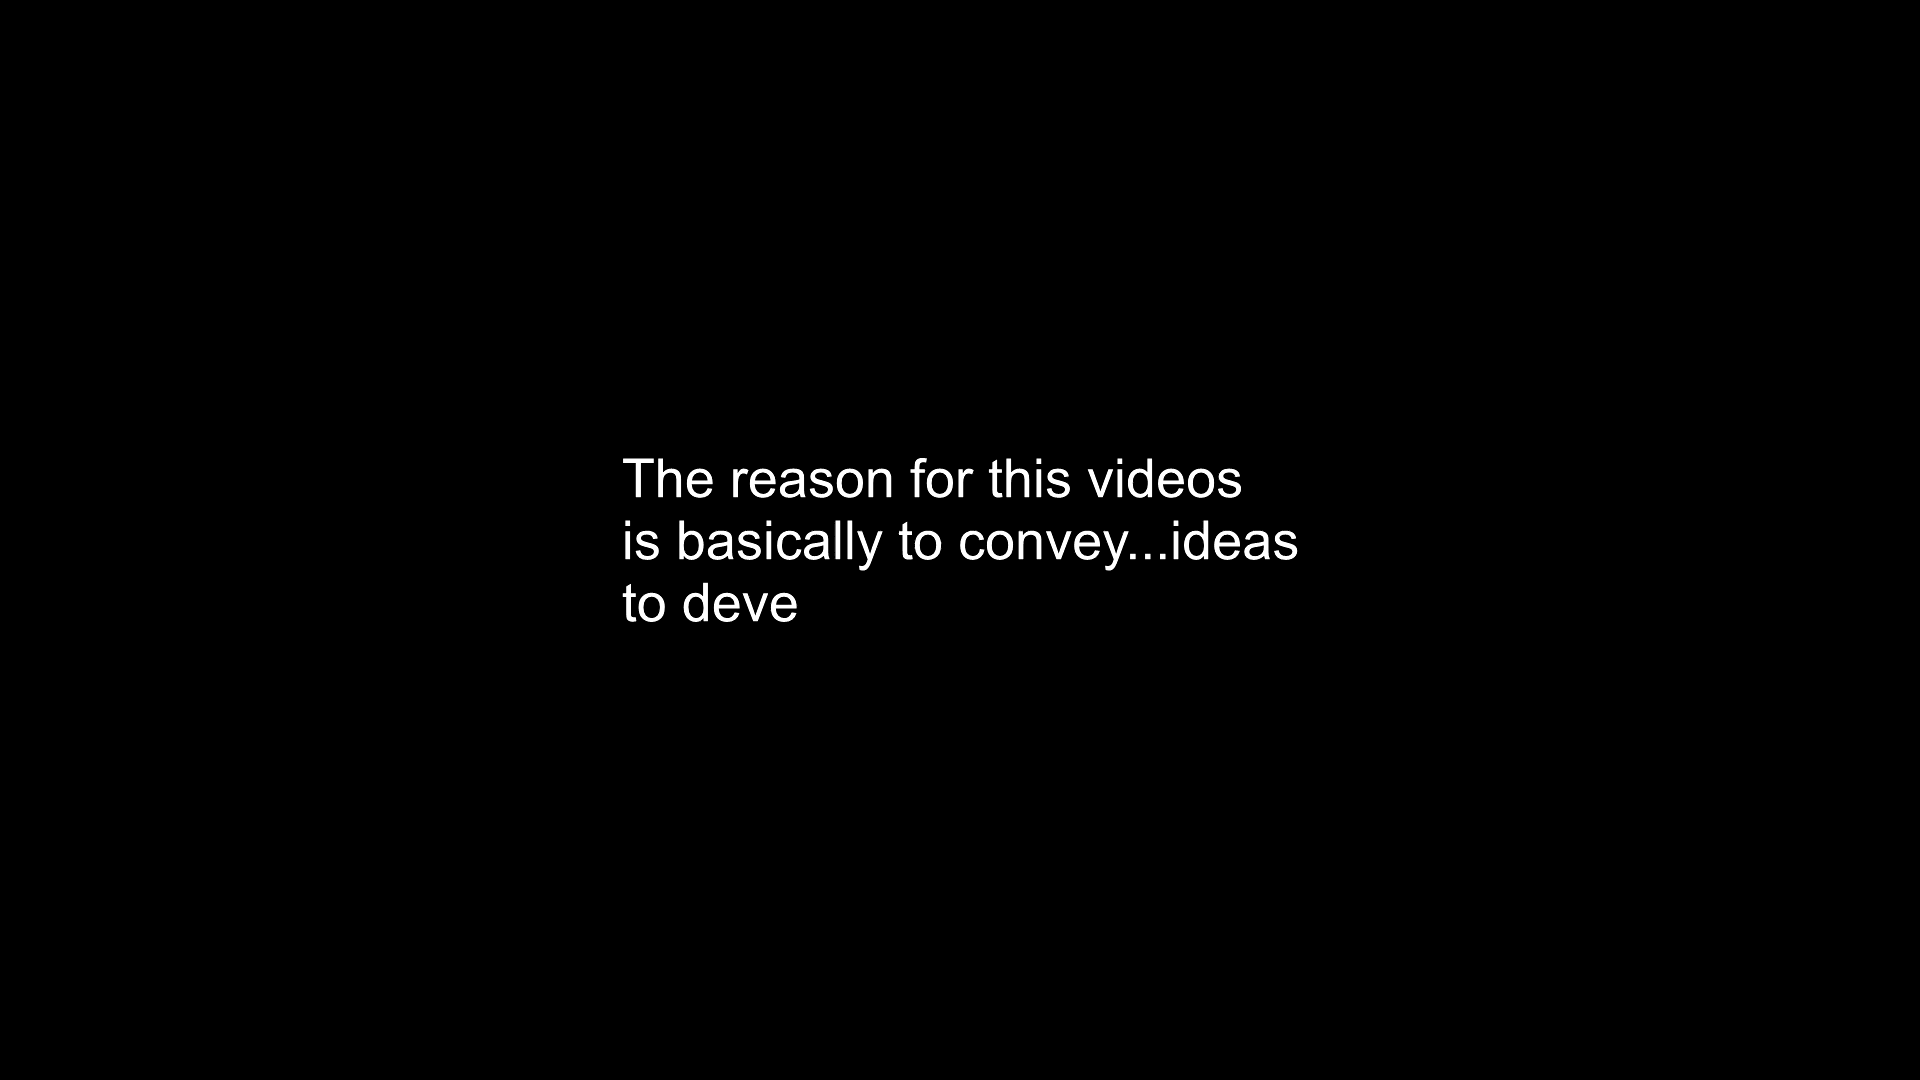 The reason for this videos
is basically to convey...ideas
to deve